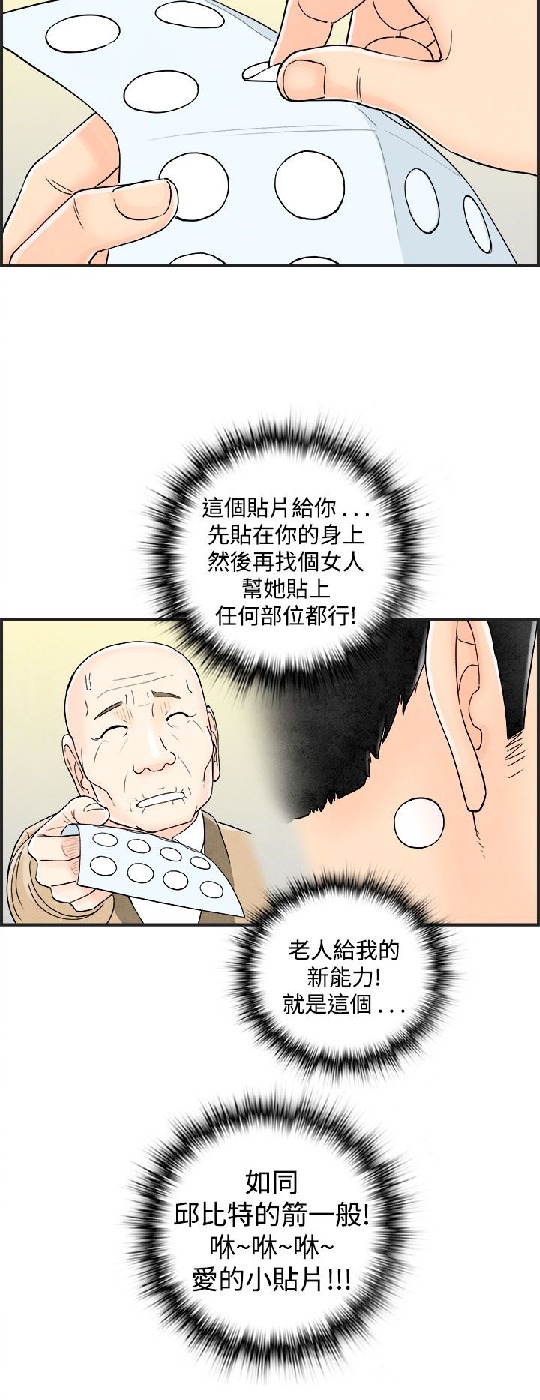 這個貼片給你...
先貼在你的身上
然後再找個女人
幫她貼上
任何部位都行!
老人給我的
新能力!
就是這個...
如同
邱比特的箭一般!
咻~咻~咻~
愛的小貼片!!!